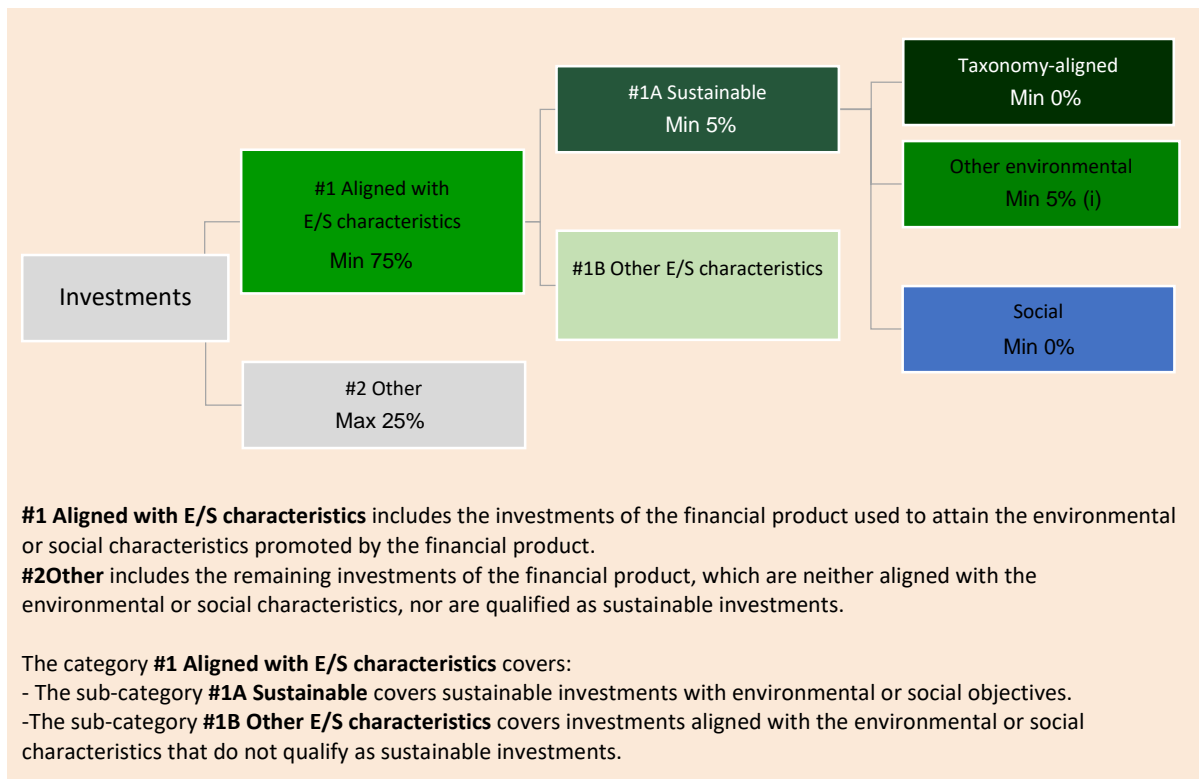 Investments
#1 Aligned with
E/S characteristics
Min 75%
#2 Other
Max 25%
#1A Sustainable
Min 5%
#1B Other E/S characteristics
Taxonomy-aligned
Min 0%
Other environmental
Min 5% (i)
Social
Min 0%
#1 Aligned with E/S characteristics includes the investments of the financial product used to attain the environmental
or social characteristics promoted by the financial product.
#2Other includes the remaining investments of the financial product, which are neither aligned with the
environmental or social characteristics, nor are qualified as sustainable investments.
The category #1 Aligned with E/S characteristics covers:
- The sub-category #1A Sustainable covers sustainable investments with environmental or social objectives.
-The sub-category #1B Other E/S characteristics covers investments aligned with the environmental or social
characteristics that do not qualify as sustainable investments.